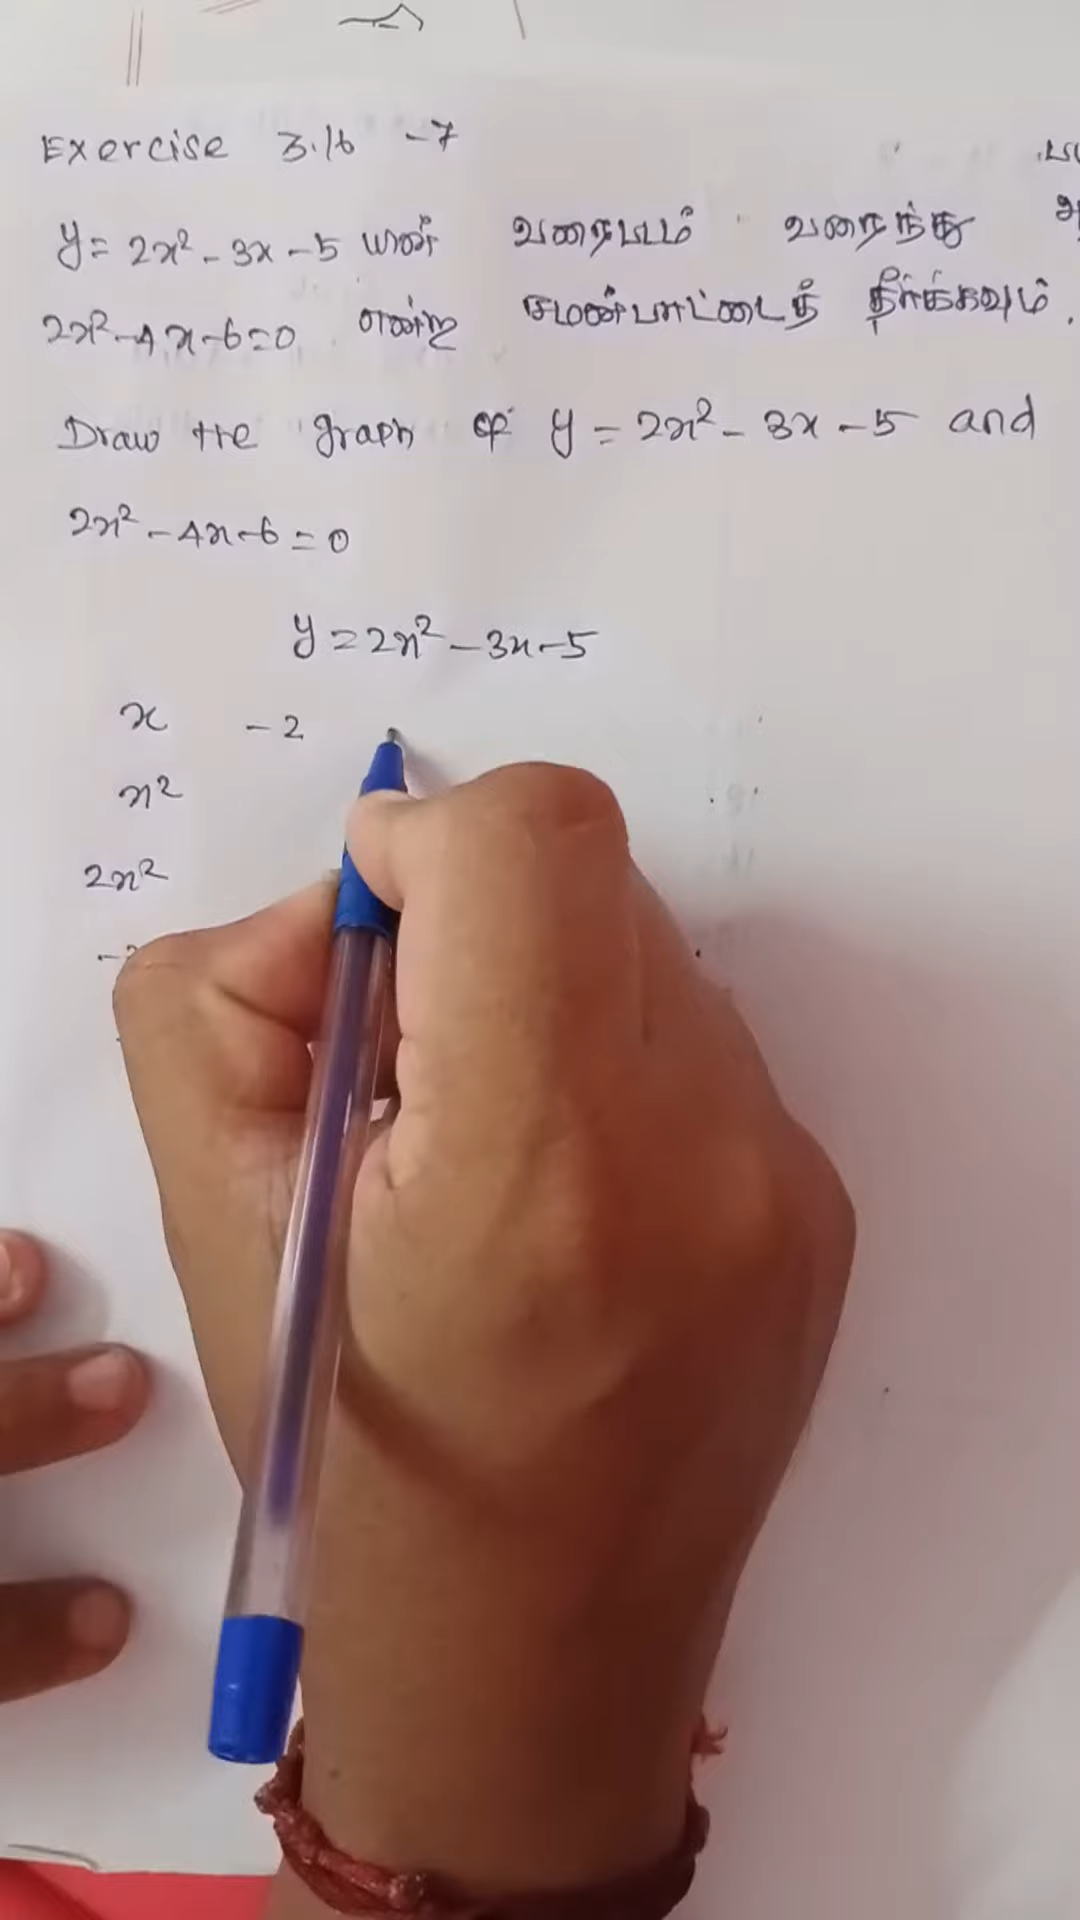 Exercise 3.16 -7
y = 2x² - 3x - 5 யின் வரைபடம் வரைந்து
2x² - 4x - 6 = 0 என்ற சமன்பாட்டைத் தீர்க்கவும்.
Draw the graph of y = 2x² - 3x - 5 and
2x² - 4x - 6 = 0
y = 2x² - 3x - 5
x -2
x²
2x²